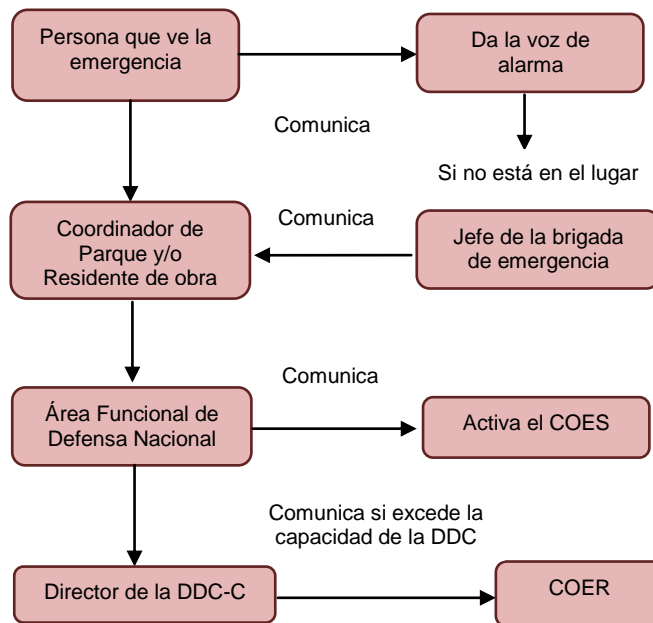 Persona que ve la
emergencia
Da la voz de
alarma
Comunica
Si no está en el lugar
Coordinador de
Parque y/o
Residente de obra
Comunica
Jefe de la brigada
de emergencia
Comunica
Área Funcional de
Defensa Nacional
Activa el COES
Comunica si excede la
capacidad de la DDC
Director de la DDC-C
COER